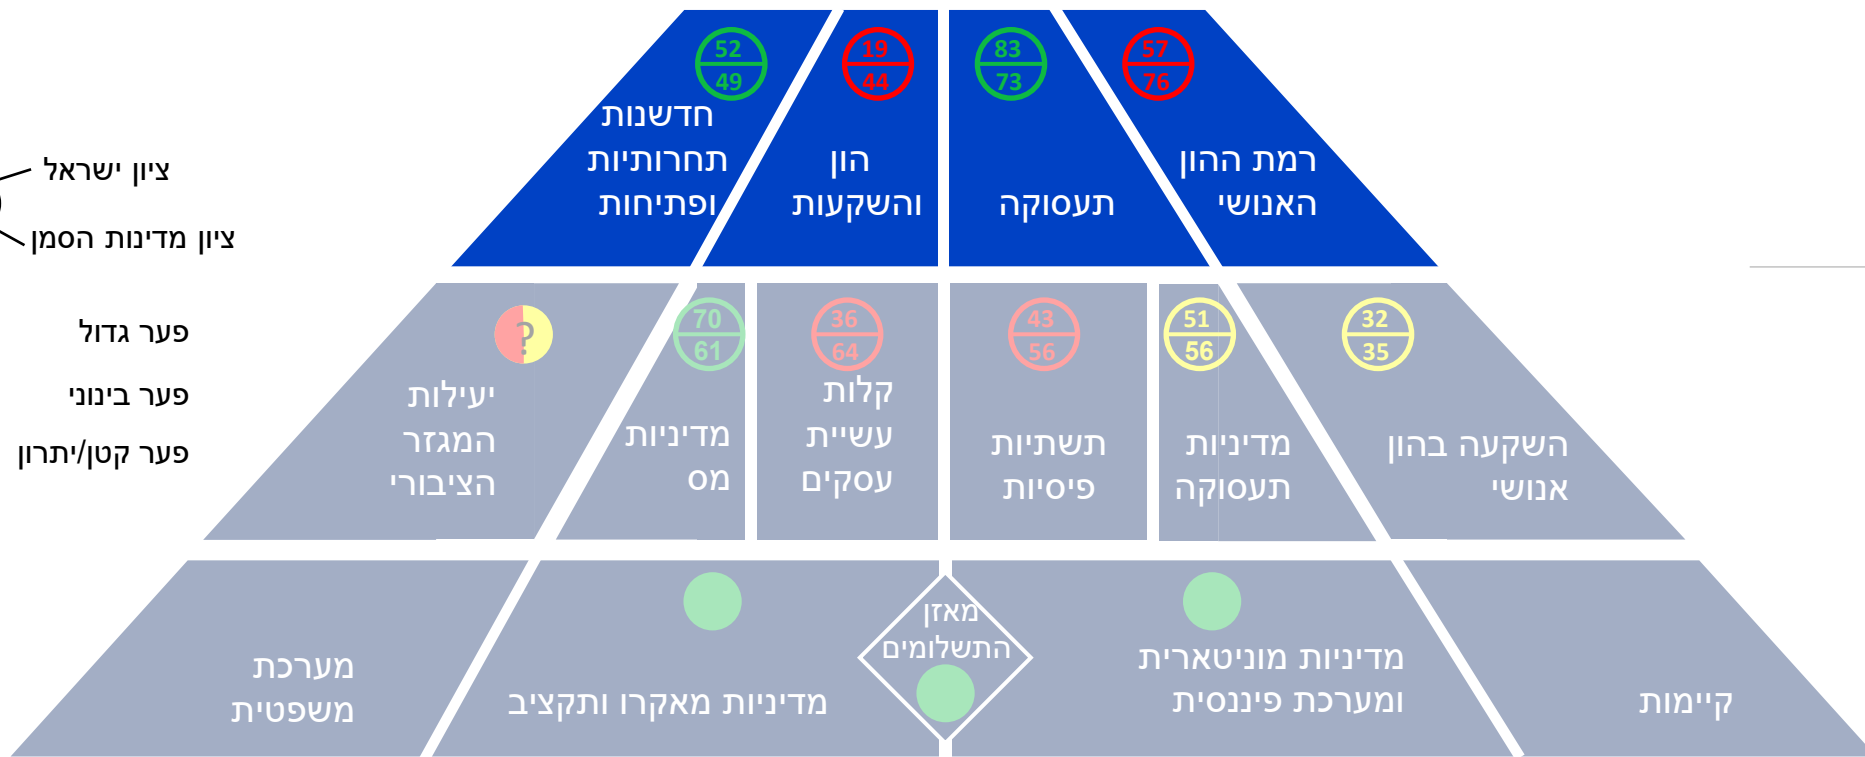 57
76
רמת ההון
האנושי
83
73
תעסוקה
19
44
הון
והשקעות
52
49
חדשנות
תחרותיות
ופתיחות
ציון ישראל
ציון מדינות הסמן
פער גדול
פער בינוני
פער קטן/יתרון
32
35
השקעה בהון
אנושי
51
56
מדיניות
תעסוקה
43
56
תשתיות
פיסיות
36
64
קלות
עשיית
עסקים
70
61
מדיניות
מס
?
יעילות
המגזר
הציבורי
קיימות
מדיניות מוניטארית
ומערכת פיננסית
מאזן
התשלומים
מדיניות מאקרו ותקציב
מערכת
משפטית